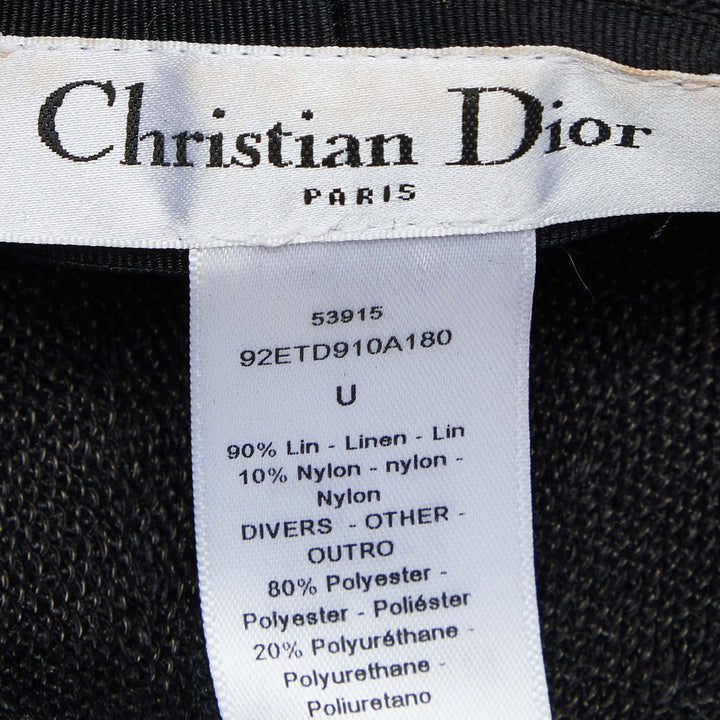 Christian Dior
PARIS
53915
92ETD910A180
U
90% Lin - Linen - Lin
10% Nylon - nylon -
Nylon
DIVERS - OTHER -
OUTRO
80% Polyester -
Polyester - Poliéster
20% Polyuréthane -
Polyurethane -
Poliuretano